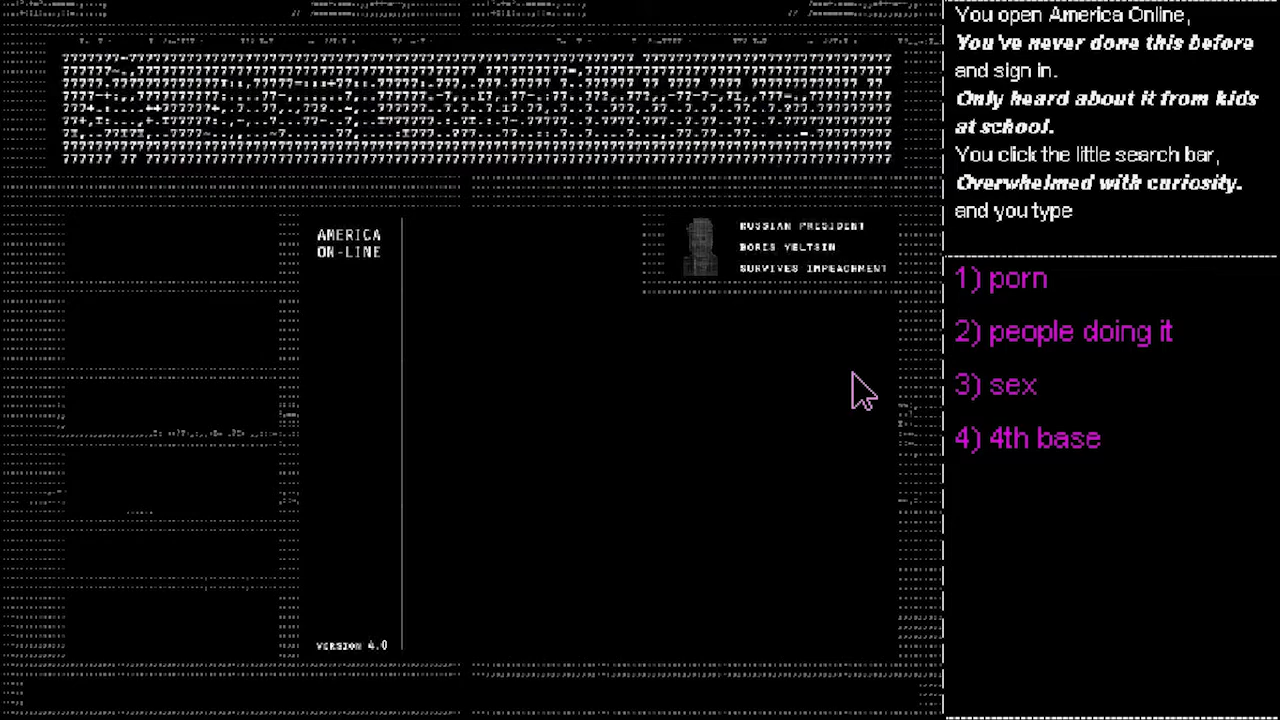 AMERICA
ON-LINE
RUSSIAN PRESIDENT
BORIS YELTSIN
SURVIVES IMPEACHMENT
VERSION 4.0
You open America Online,
You've never done this before
and sign in.
Only heard about it from kids
at school.
You click the little search bar,
Overwhelmed with curiosity.
and you type
1) porn
2) people doing it
3) sex
4) 4th base